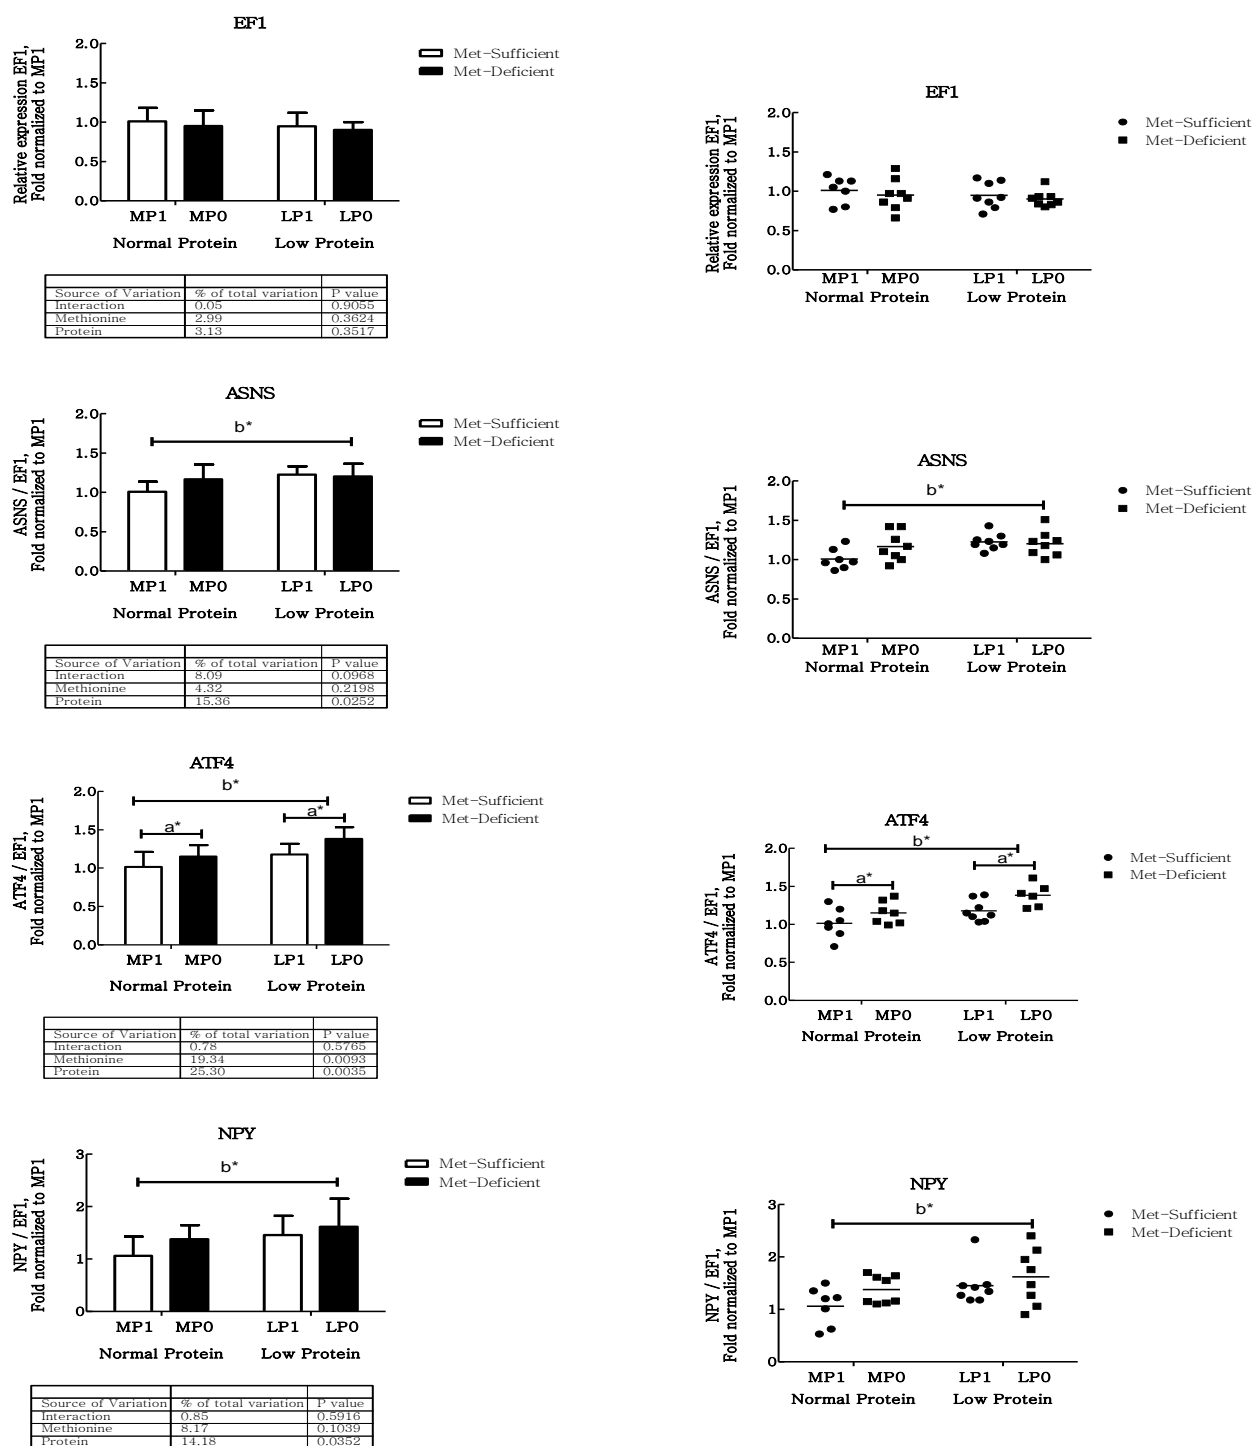 EF1
Relative expression EF1,
Fold normalized to MP1
2.0
1.5
1.0
0.5
0.0
MP1 MP0 LP1 LP0
Normal Protein Low Protein
Met-Sufficient
Met-Deficient
Source of Variation % of total variation P value
Interaction 0.05 0.9055
Methionine 2.99 0.3624
Protein 3.13 0.3517
EF1
Relative expression EF1,
Fold normalized to MP1
2.0
1.5
1.0
0.5
0.0
MP1 MP0 LP1 LP0
Normal Protein Low Protein
Met-Sufficient
Met-Deficient
ASNS
ASNS / EF1,
Fold normalized to MP1
2.0
1.5
1.0
0.5
0.0
b*
MP1 MP0 LP1 LP0
Normal Protein Low Protein
Met-Sufficient
Met-Deficient
Source of Variation % of total variation P value
Interaction 8.09 0.0968
Methionine 4.32 0.2198
Protein 15.36 0.0252
ASNS
ASNS / EF1,
Fold normalized to MP1
2.0
1.5
1.0
0.5
0.0
b*
MP1 MP0 LP1 LP0
Normal Protein Low Protein
Met-Sufficient
Met-Deficient
ATF4
ATF4 / EF1,
Fold normalized to MP1
2.0
1.5
1.0
0.5
0.0
b*
a* a*
MP1 MP0 LP1 LP0
Normal Protein Low Protein
Met-Sufficient
Met-Deficient
Source of Variation % of total variation P value
Interaction 0.78 0.5765
Methionine 19.34 0.0093
Protein 25.30 0.0035
ATF4
ATF4 / EF1,
Fold normalized to MP1
2.0
1.5
1.0
0.5
0.0
b*
a* a*
MP1 MP0 LP1 LP0
Normal Protein Low Protein
Met-Sufficient
Met-Deficient
NPY
NPY / EF1,
Fold normalized to MP1
3
2
1
0
b*
MP1 MP0 LP1 LP0
Normal Protein Low Protein
Met-Sufficient
Met-Deficient
Source of Variation % of total variation P value
Interaction 0.85 0.5916
Methionine 8.17 0.1039
Protein 14.18 0.0352
NPY
NPY / EF1,
Fold normalized to MP1
3
2
1
0
b*
MP1 MP0 LP1 LP0
Normal Protein Low Protein
Met-Sufficient
Met-Deficient